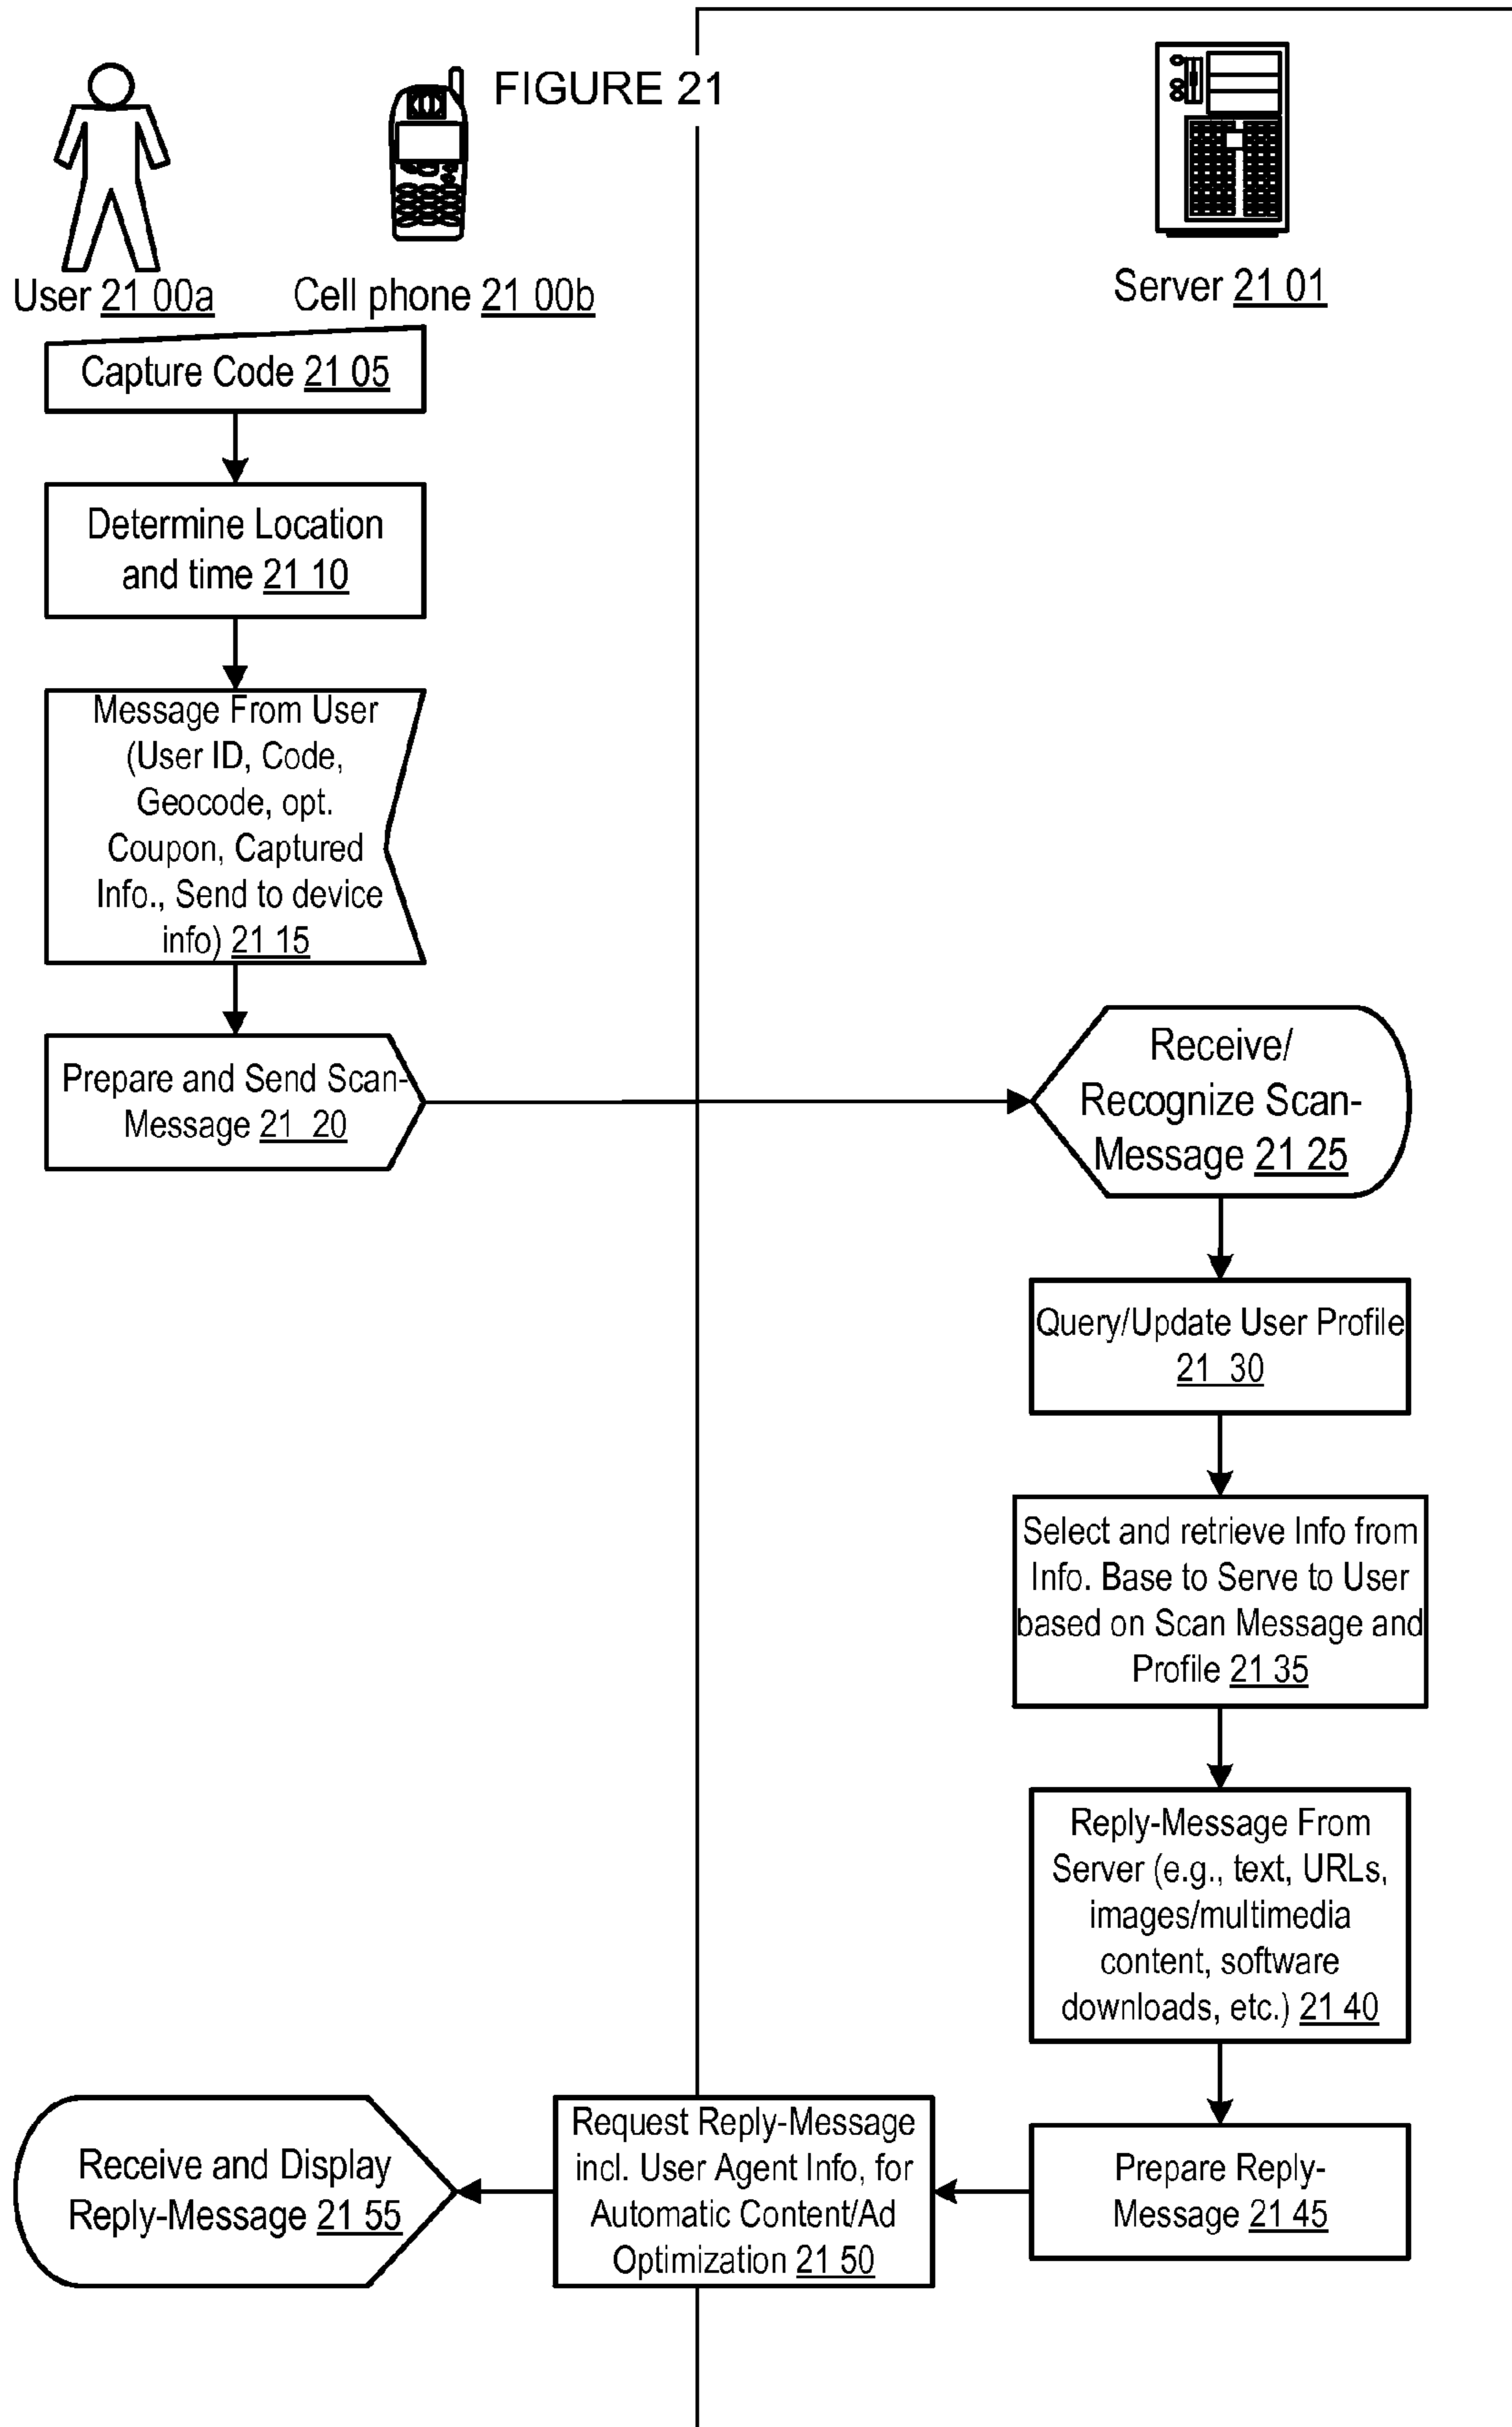 FIGURE 21
User 21 00a
Cell phone 21 00b
Server 21 01
Capture Code 21 05
Determine Location
and time 21 10
Message From User
(User ID, Code,
Geocode, opt.
Coupon, Captured
Info., Send to device
info) 21 15
Prepare and Send Scan-
Message 21 20
Receive/
Recognize Scan-
Message 21 25
Query/Update User Profile
21 30
Select and retrieve Info from
Info. Base to Serve to User
based on Scan Message and
Profile 21 35
Reply-Message From
Server (e.g., text, URLs,
images/multimedia
content, software
downloads, etc.) 21 40
Prepare Reply-
Message 21 45
Request Reply-Message
incl. User Agent Info, for
Automatic Content/Ad
Optimization 21 50
Receive and Display
Reply-Message 21 55